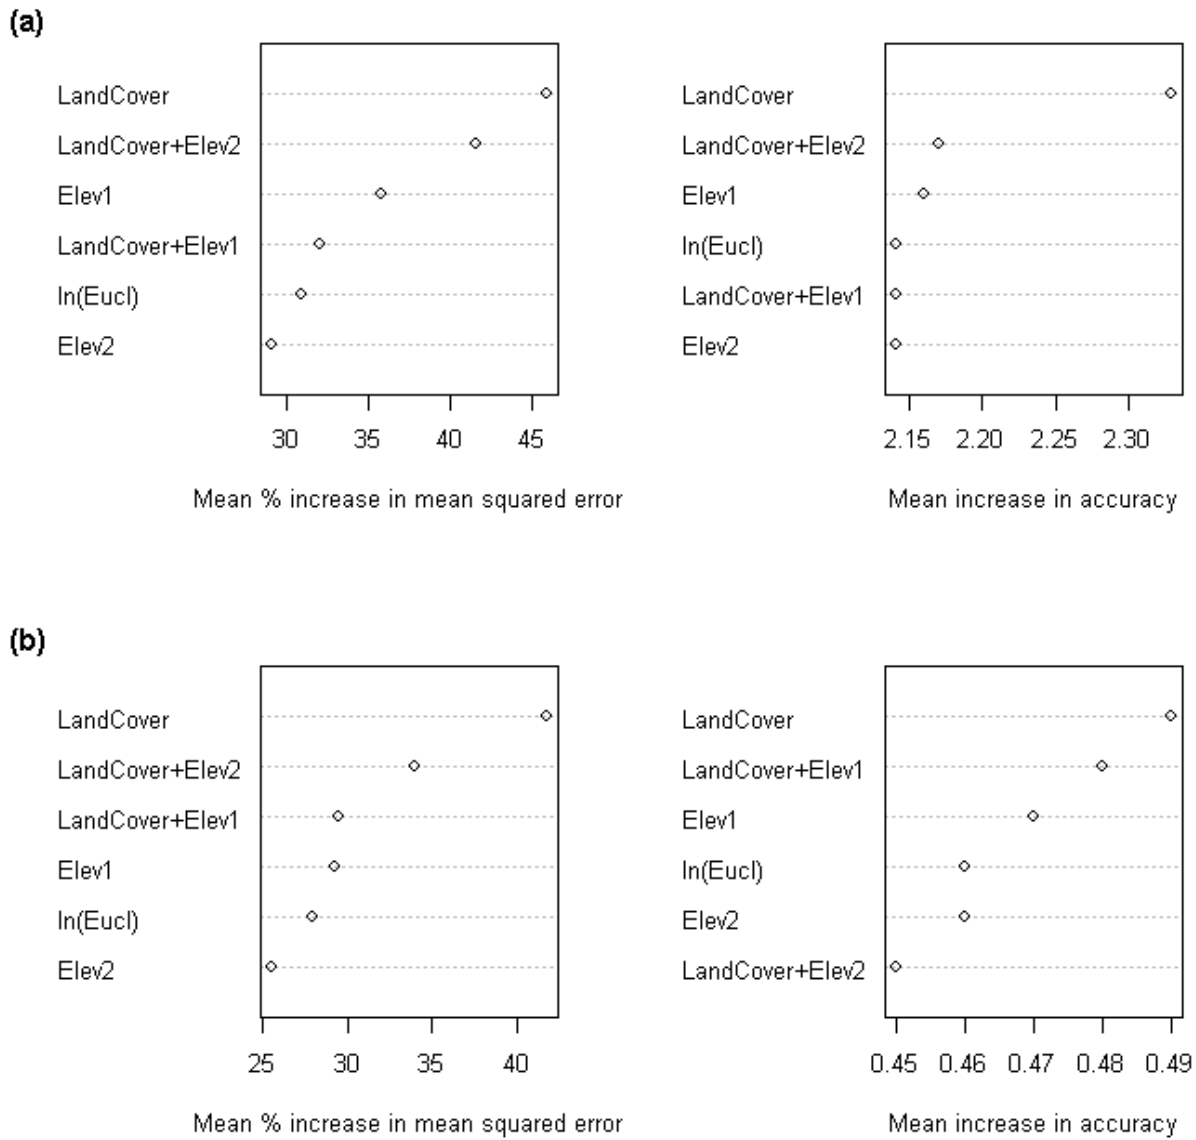 (a)
LandCover
LandCover+Elev2
Elev1
LandCover+Elev1
ln(Eucl)
Elev2
30 35 40 45
Mean % increase in mean squared error
LandCover
LandCover+Elev2
Elev1
ln(Eucl)
LandCover+Elev1
Elev2
2.15 2.20 2.25 2.30
Mean increase in accuracy
(b)
LandCover
LandCover+Elev2
LandCover+Elev1
Elev1
ln(Eucl)
Elev2
25 30 35 40
Mean % increase in mean squared error
LandCover
LandCover+Elev1
Elev1
ln(Eucl)
Elev2
LandCover+Elev2
0.45 0.46 0.47 0.48 0.49
Mean increase in accuracy